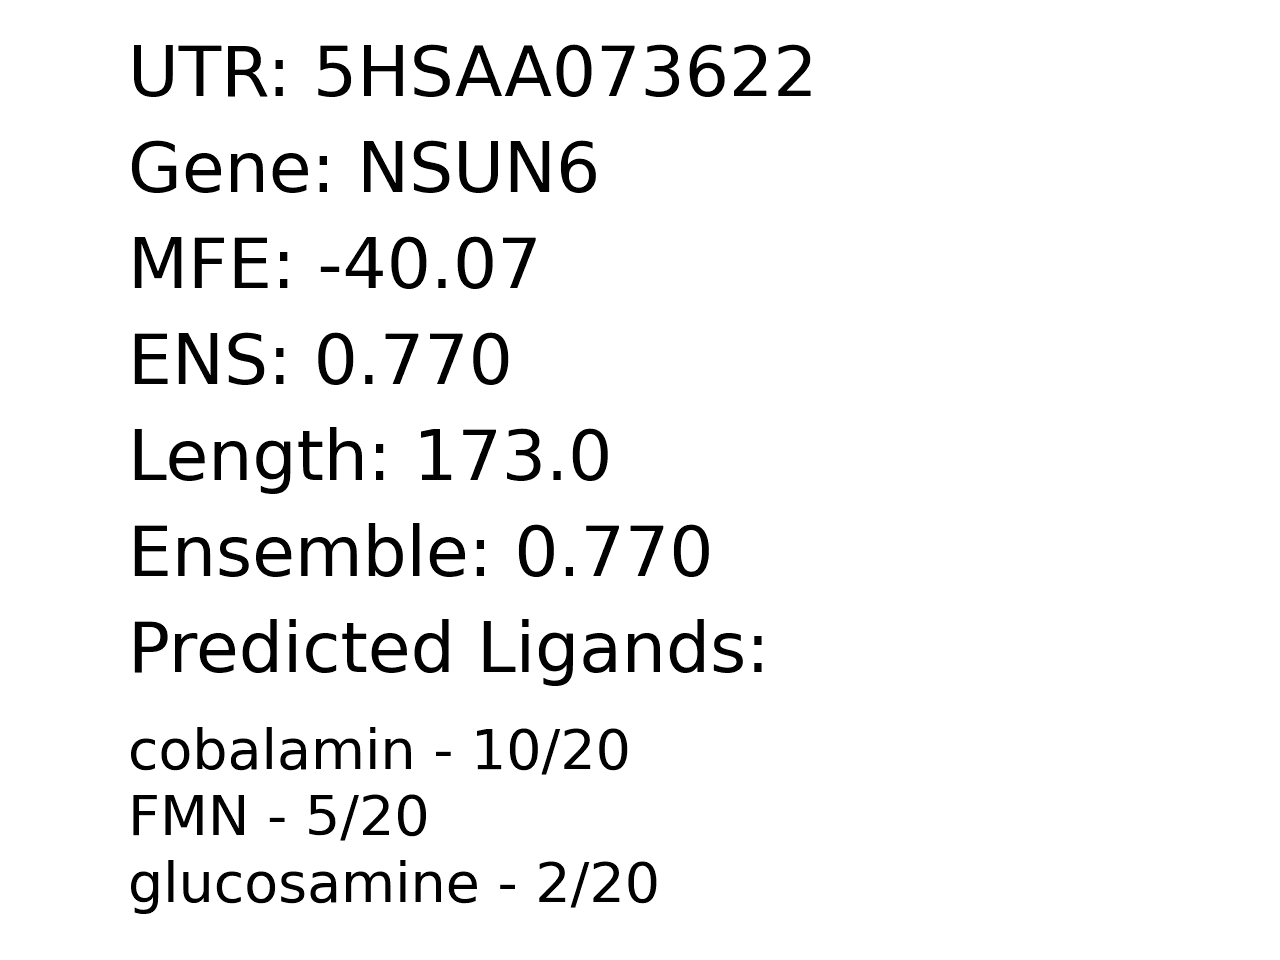 UTR: 5HSAA073622
Gene: NSUN6
MFE: -40.07
ENS: 0.770
Length: 173.0
Ensemble: 0.770
Predicted Ligands:
cobalamin - 10/20
FMN - 5/20
glucosamine - 2/20